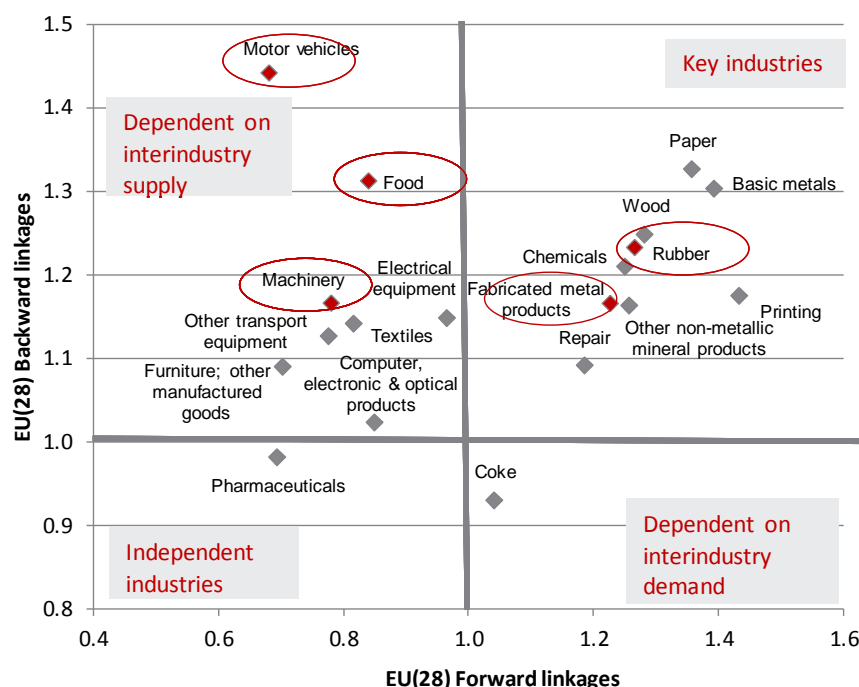 1.5
1.4
1.3
1.2
1.1
1.0
0.9
0.8
EU(28) Backward linkages
Motor vehicles
Key industries
Dependent on
interindustry
supply
Paper
Food
Basic metals
Wood
Rubber
Chemicals
Machinery
Electrical
equipment
Fabricated metal
products
Other transport
equipment
Textiles
Other non-metallic
mineral products
Printing
Repair
Furniture; other
manufactured
goods
Computer,
electronic & optical
products
Pharmaceuticals
Coke
Independent
industries
Dependent on
interindustry
demand
0.4
0.6
0.8
1.0
1.2
1.4
1.6
EU(28) Forward linkages